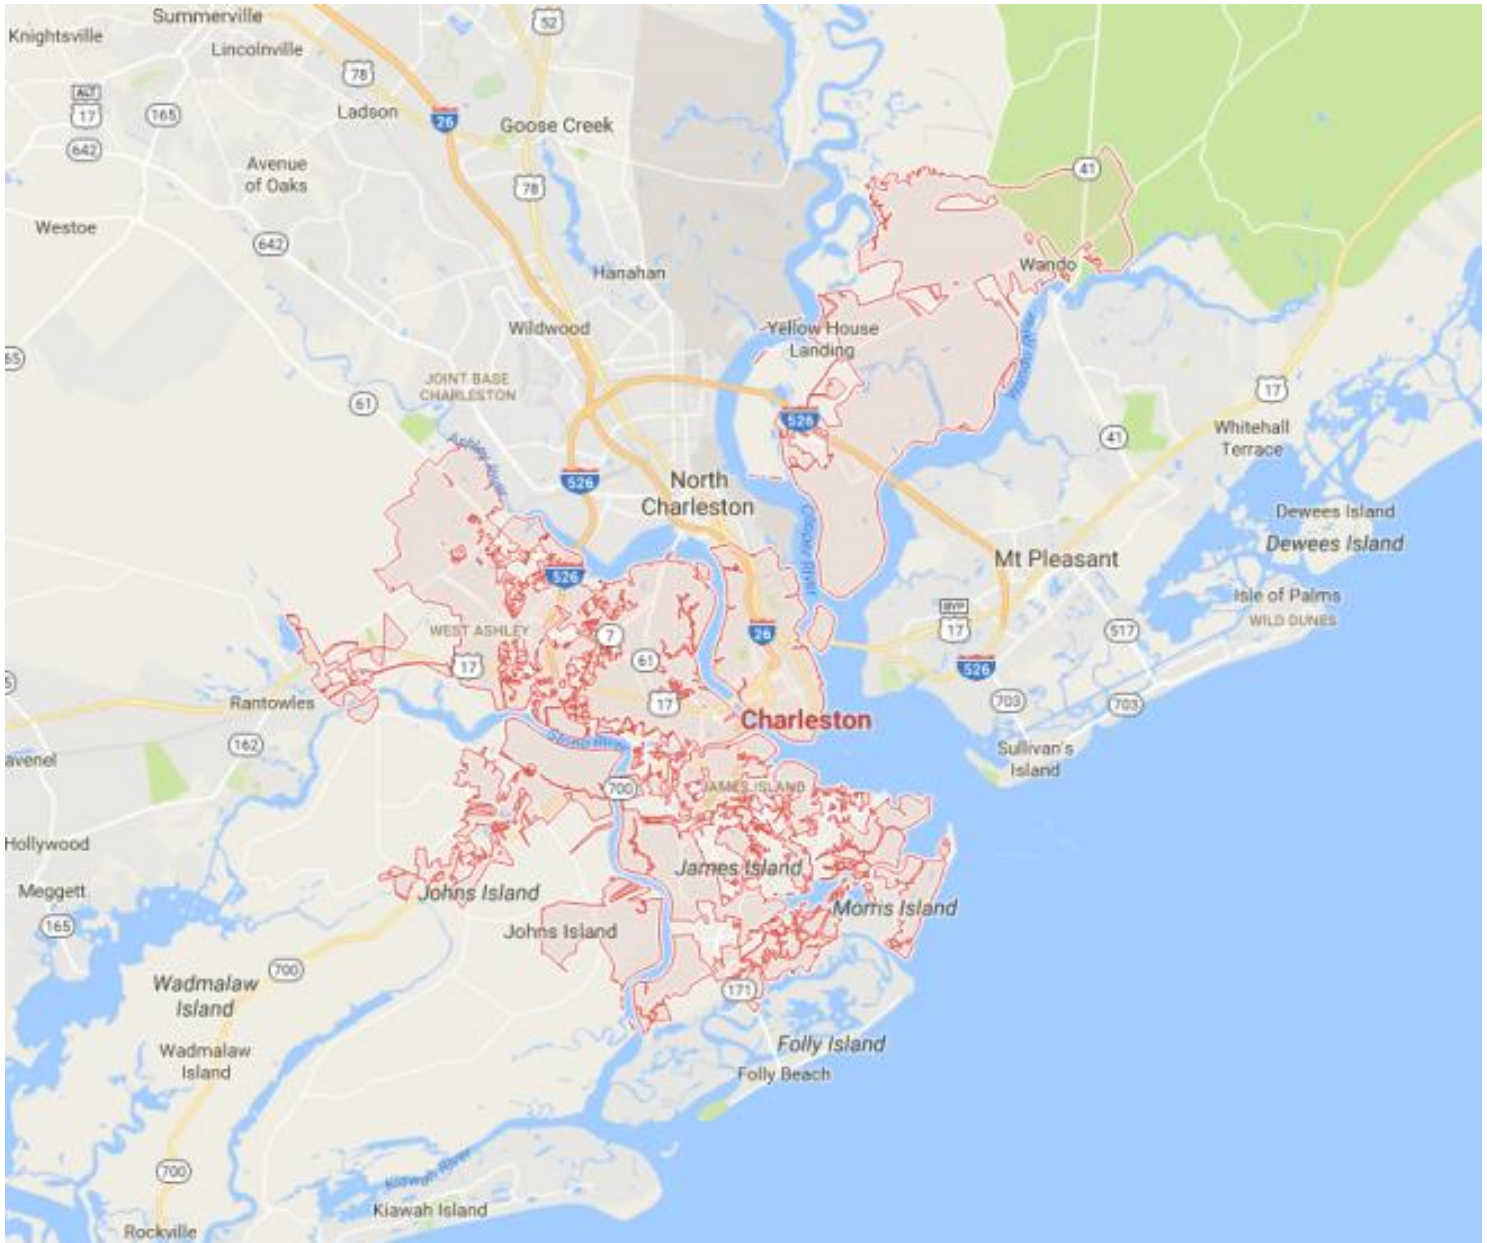 Summerville
52
Knightsville
Lincolnville
78
ALT
17
165
Ladson
26
Goose Creek
642
Avenue
of Oaks
41
78
Westoe
642
Wando
Hanahan
Wildwood
Yellow House
Landing
65
JOINT BASE
CHARLESTON
Wando River
17
61
526
Whitehall
Terrace
41
Ashley River
526
North
Charleston
Dewees Island
Dewees Island
Cooper River
Mt Pleasant
526
Isle of Palms
WILD DUNES
BYP
17
WEST ASHLEY
7
26
517
17
61
526
Rantowles
17
703
703
Charleston
162
Stono River
Sullivan's
Island
avenel
700
JAMES ISLAND
Hollywood
James Island
Meggett
Johns Island
Morris Island
165
Johns Island
700
Wadmalaw
Island
171
Wadmalaw
Island
Folly Island
Folly Beach
700
Kiawah River
Kiawah Island
Rockville